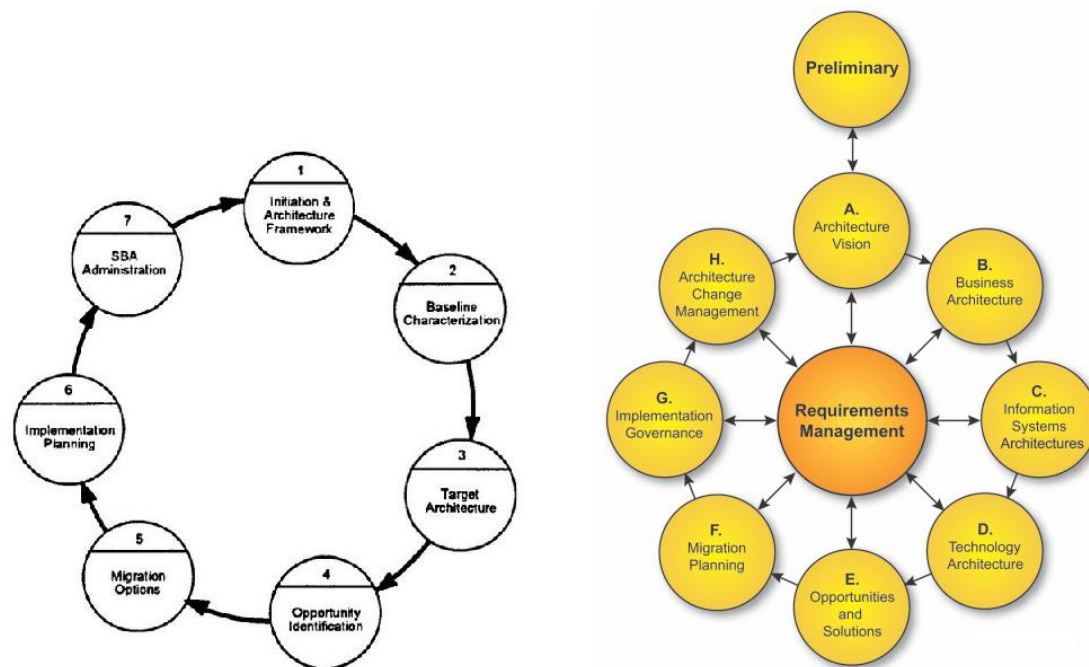 1
Initiation &
Architecture
Framework
2
Baseline
Characterization
3
Target
Architecture
4
Opportunity
Identification
5
Migration
Options
6
Implementation
Planning
7
SBA
Administration
Preliminary
A.
Architecture
Vision
B.
Business
Architecture
C.
Information
Systems
Architectures
D.
Technology
Architecture
E.
Opportunities
and
Solutions
F.
Migration
Planning
G.
Implementation
Governance
H.
Architecture
Change
Management
Requirements
Management